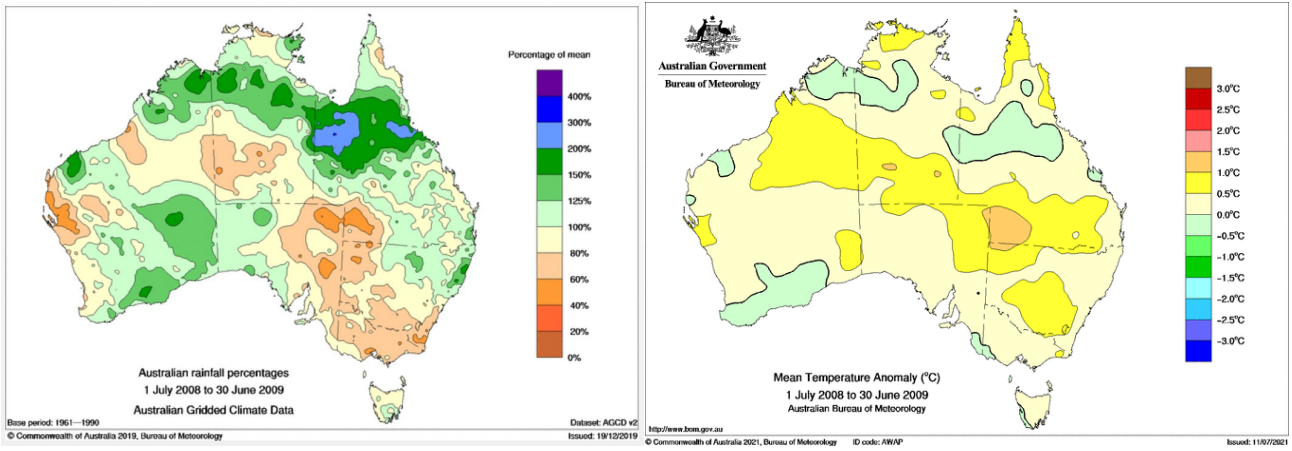 Percentage of mean
400%
300%
200%
150%
125%
100%
80%
60%
40%
20%
0%
Australian rainfall percentages
1 July 2008 to 30 June 2009
Australian Gridded Climate Data
Base period: 1961—1990
Dataset: AGCD v2
© Commonwealth of Australia 2019, Bureau of Meteorology
Issued: 19/12/2019
Australian Government
Bureau of Meteorology
3.0°C
2.5°C
2.0°C
1.5°C
1.0°C
0.5°C
0.0°C
-0.5°C
-1.0°C
-1.5°C
-2.0°C
-2.5°C
-3.0°C
Mean Temperature Anomaly (°C)
1 July 2008 to 30 June 2009
Australian Bureau of Meteorology
http://www.bom.gov.au
© Commonwealth of Australia 2021, Bureau of Meteorology
ID code: AWAP
Issued: 11/07/2021